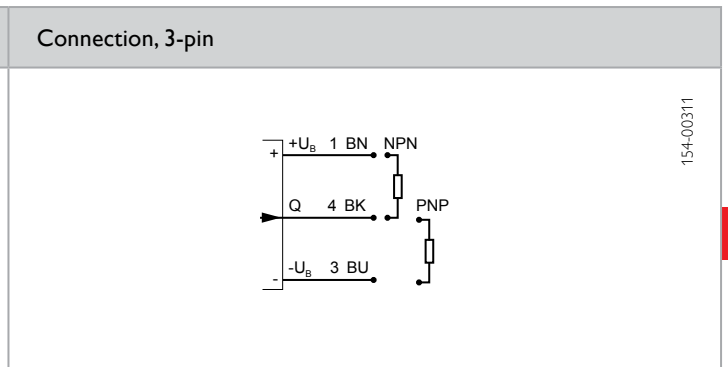 Connection, 3-pin
154-00311
+ +U_B 1 BN NPN
Q 4 BK PNP
- -U_B 3 BU